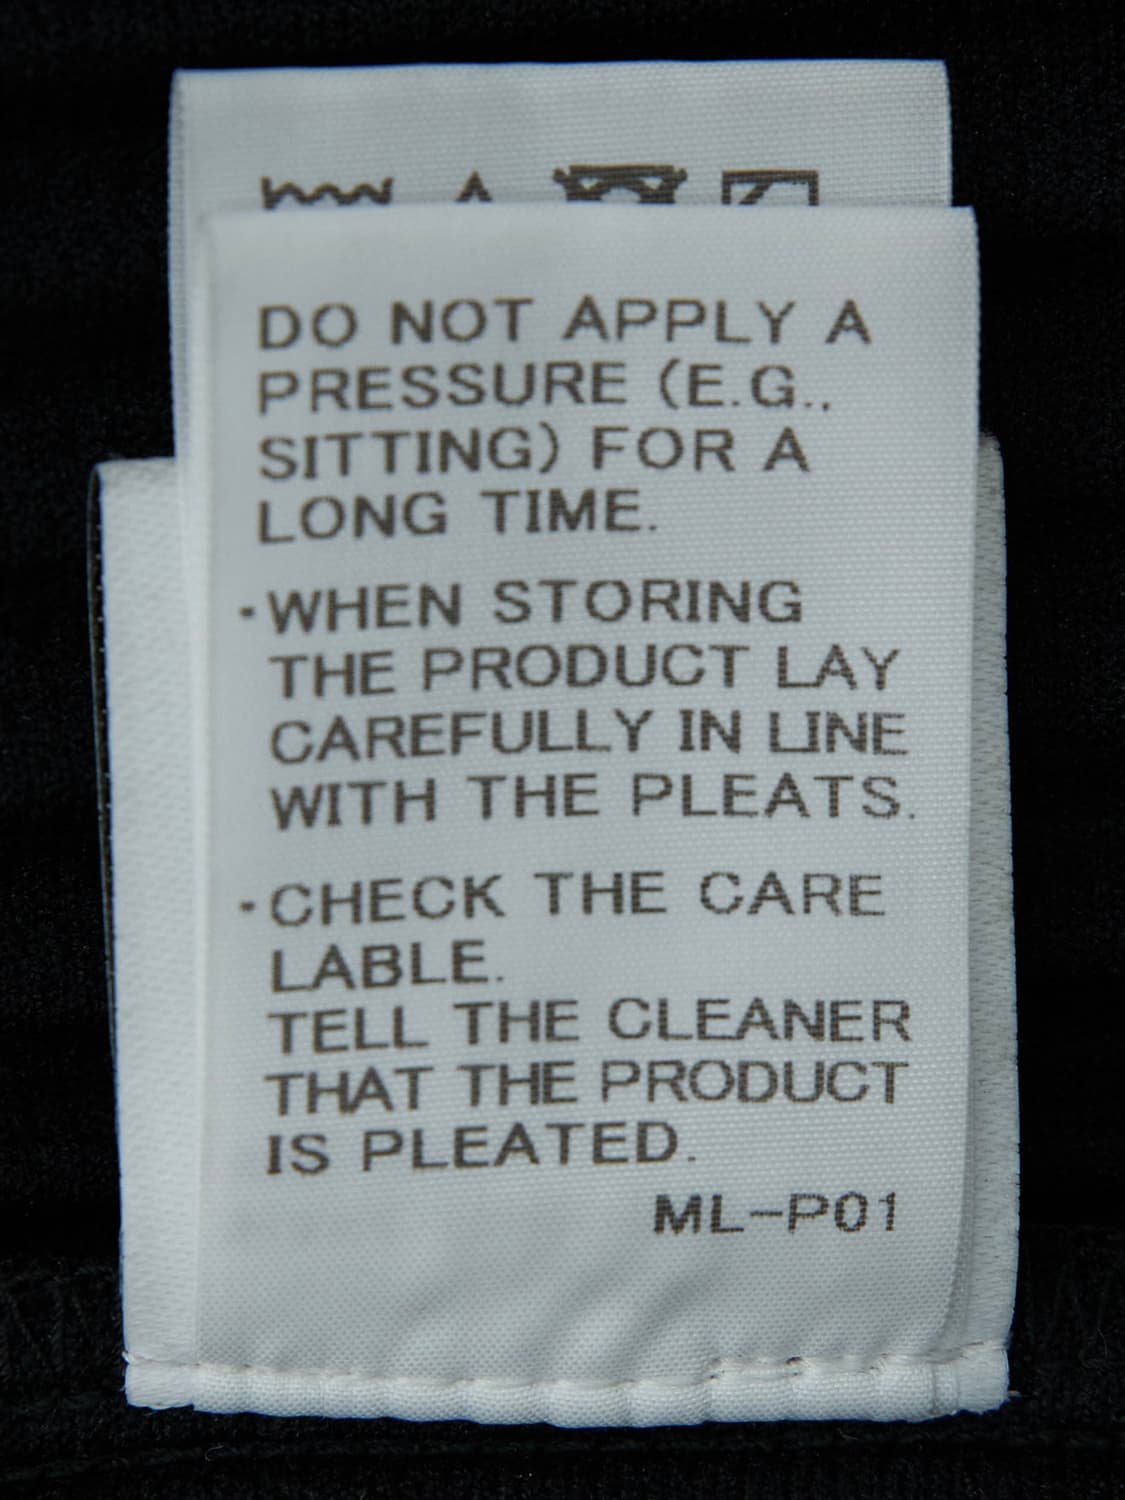 DO NOT APPLY A
PRESSURE (E.G.,
SITTING) FOR A
LONG TIME.
・WHEN STORING
THE PRODUCT LAY
CAREFULLY IN LINE
WITH THE PLEATS.
・CHECK THE CARE
LABLE.
TELL THE CLEANER
THAT THE PRODUCT
IS PLEATED.
ML-P01